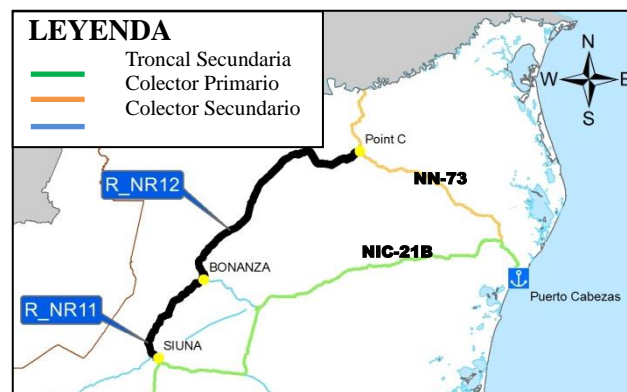 LEYENDA
Troncal Secundaria
Colector Primario
Colector Secundario
N
W
E
S
Point C
R_NR12
NN-73
NIC-21B
BONANZA
Puerto Cabezas
R_NR11
SIUNA